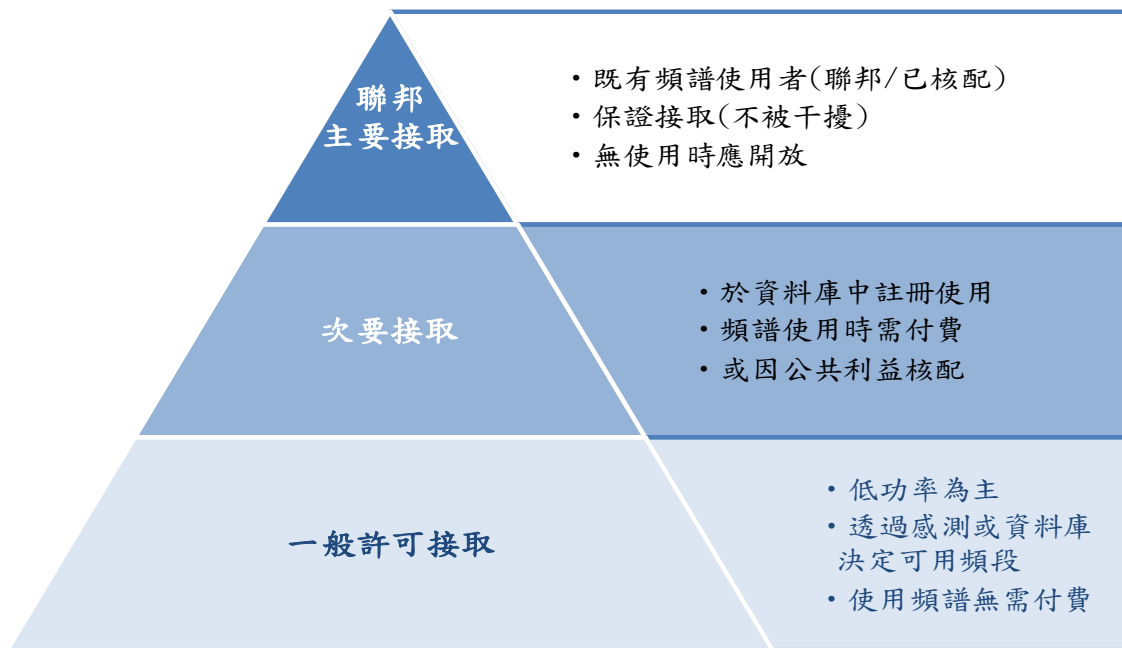 聯邦
主要接取
・既有頻譜使用者(聯邦/已核配)
・保證接取(不被干擾)
・無使用時應開放
次要接取
・於資料庫中註冊使用
・頻譜使用時需付費
・或因公共利益核配
一般許可接取
・低功率為主
・透過感測或資料庫
決定可用頻段
・使用頻譜無需付費